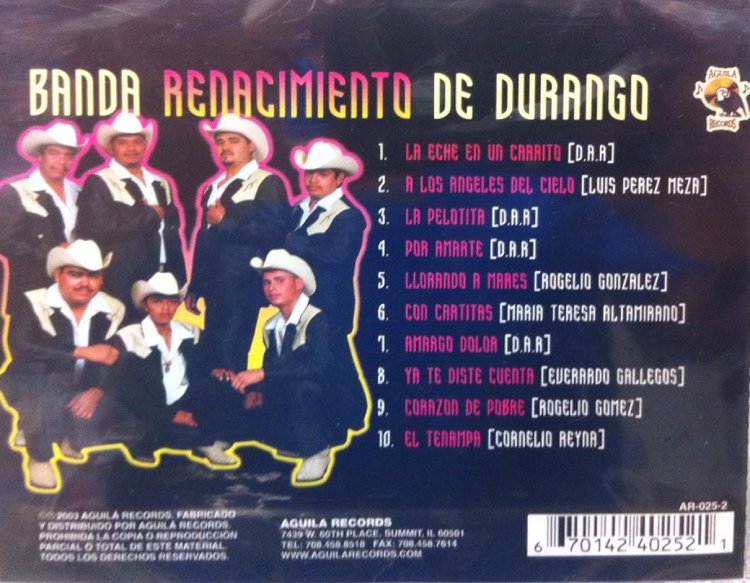 BANDA RENACIMIENTO DE DURANGO
AGUILA
RECORDS
1. LA ECHE EN UN CARRITO [D.A.R]
2. A LOS ANGELES DEL CIELO [LUIS PEREZ MEZA]
3. LA PELOTITA [D.A.R]
4. POR AMARTE [D.A.R]
5. LLORANDO A MARES [ROGELIO GONZALEZ]
6. CON CARTITAS [MARIA TERESA ALTAMIRANO]
7. AMARGO DOLOR [D.A.R]
8. YA TE DISTE CUENTA [EVERARDO GALLEGOS]
9. CORAZON DE POBRE [ROGELIO GOMEZ]
10. EL TENAMPA [CORNELIO REYNA]
©℗ 2003 AGUILA RECORDS. FABRICADO
Y DISTRIBUIDO POR AGUILA RECORDS.
PROHIBIDA LA COPIA O REPRODUCCIÓN
PARCIAL O TOTAL DE ESTE MATERIAL.
TODOS LOS DERECHOS RESERVADOS.
AGUILA RECORDS
7439 W. 60TH PLACE, SUMMIT, IL 60501
TEL: 708.458.8518 FAX: 708.458.7614
WWW.AGUILARECORDS.COM
AR-025-2
6 70142 40252 1